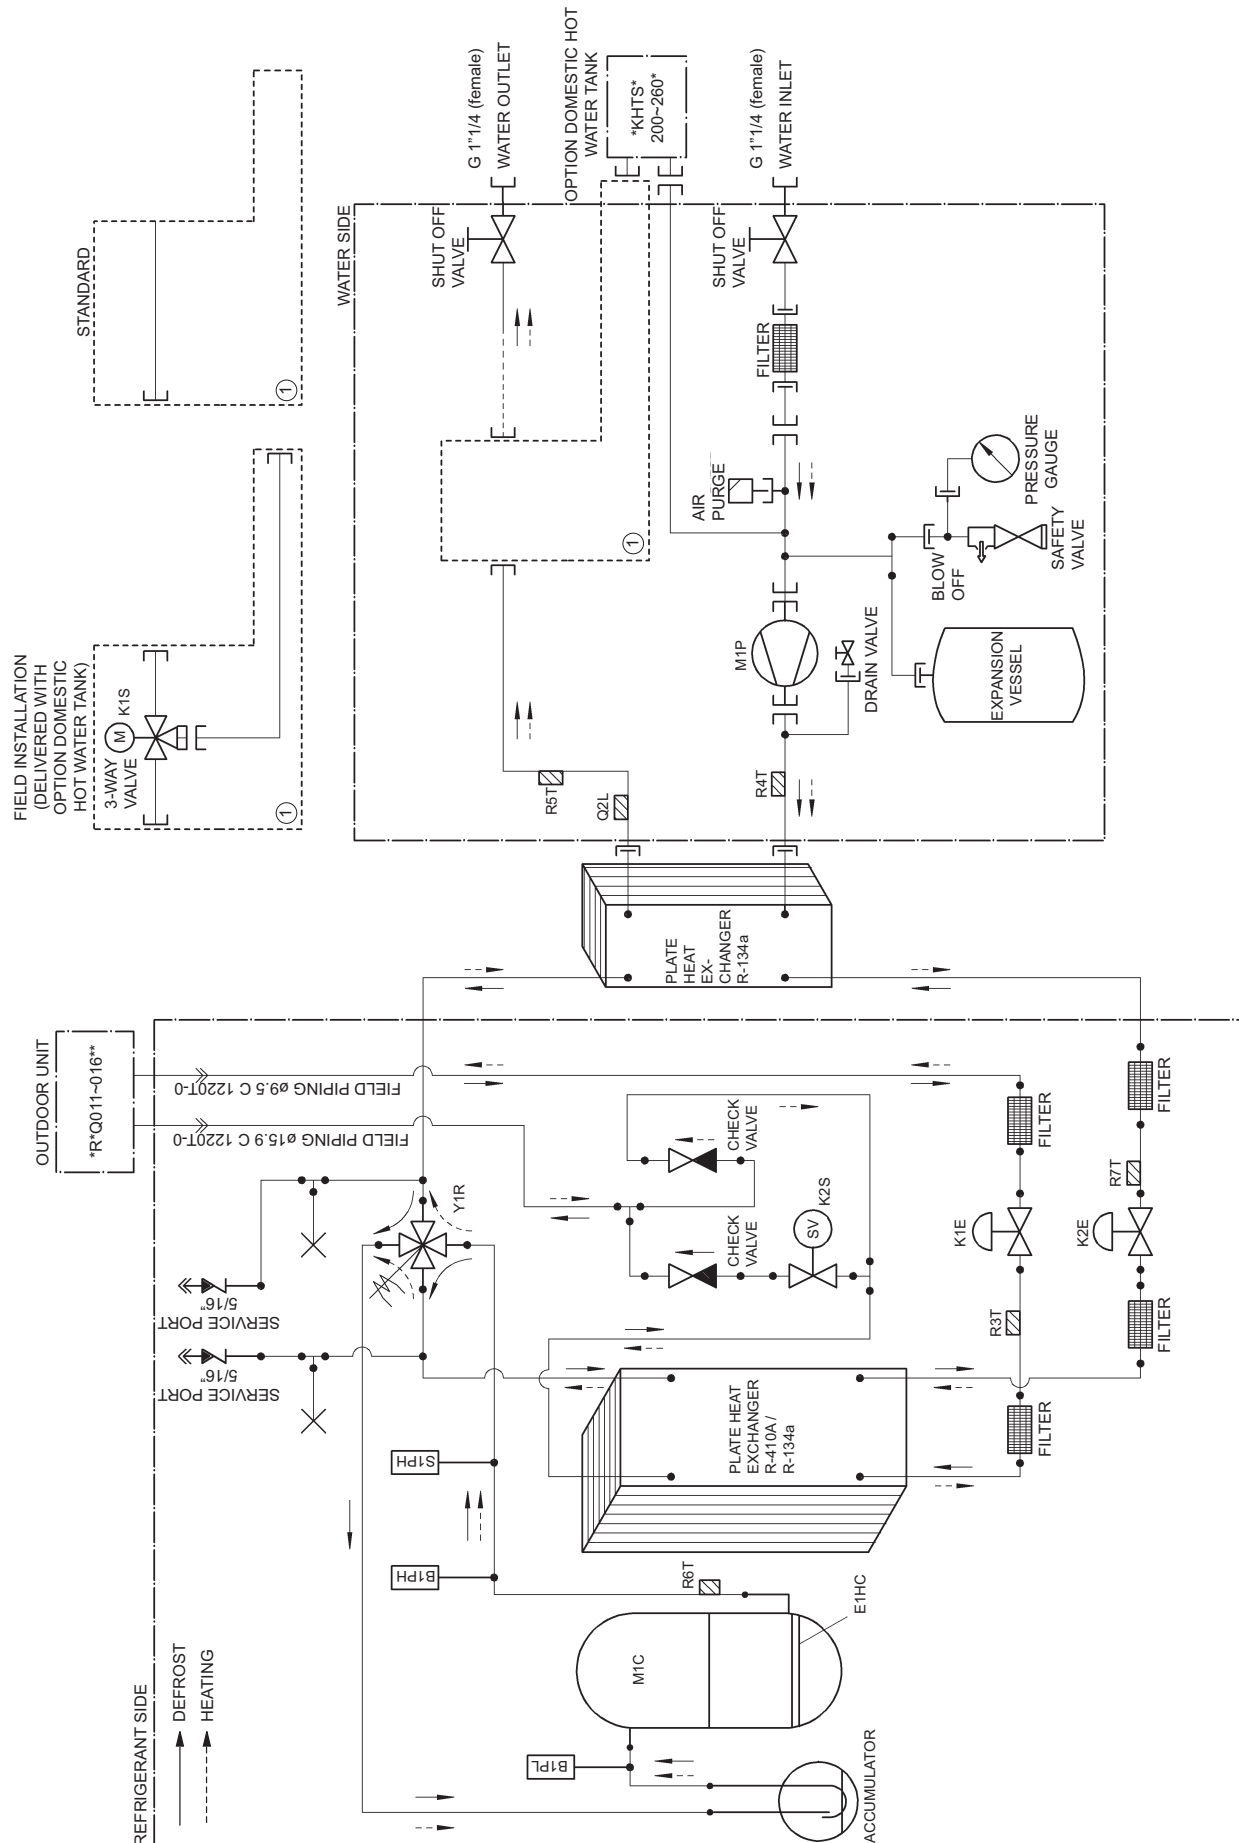 FIELD INSTALLATION
(DELIVERED WITH
OPTION DOMESTIC
HOT WATER TANK)
3-WAY
VALVE
M
K1S
1
STANDARD
1
WATER SIDE
G 1"1/4 (female)
WATER OUTLET
SHUT OFF
VALVE
OPTION DOMESTIC HOT
WATER TANK
*KHTS*
200~260*
G 1"1/4 (female)
WATER INLET
SHUT OFF
VALVE
FILTER
AIR
PURGE
1
M1P
DRAIN VALVE
BLOW
OFF
PRESSURE
GAUGE
SAFETY
VALVE
EXPANSION
VESSEL
R5T
Q2L
R4T
PLATE
HEAT
EX-
CHANGER
R-134a
OUTDOOR UNIT
*R*Q011~016**
FIELD PIPING ø9.5 C 1220T-0
FIELD PIPING ø15.9 C 1220T-0
Y1R
SERVICE PORT
5/16"
SERVICE PORT
5/16"
CHECK
VALVE
CHECK
VALVE
SV
K2S
FILTER
FILTER
R7T
K1E
K2E
R3T
FILTER
FILTER
PLATE HEAT
EXCHANGER
R-410A /
R-134a
S1PH
B1PH
R6T
E1HC
M1C
B1PL
ACCUMULATOR
REFRIGERANT SIDE
DEFROST
HEATING